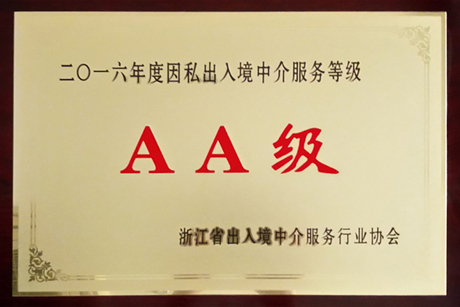 二〇一六年度因私出入境中介服务等级
AA级
浙江省出入境中介服务行业协会